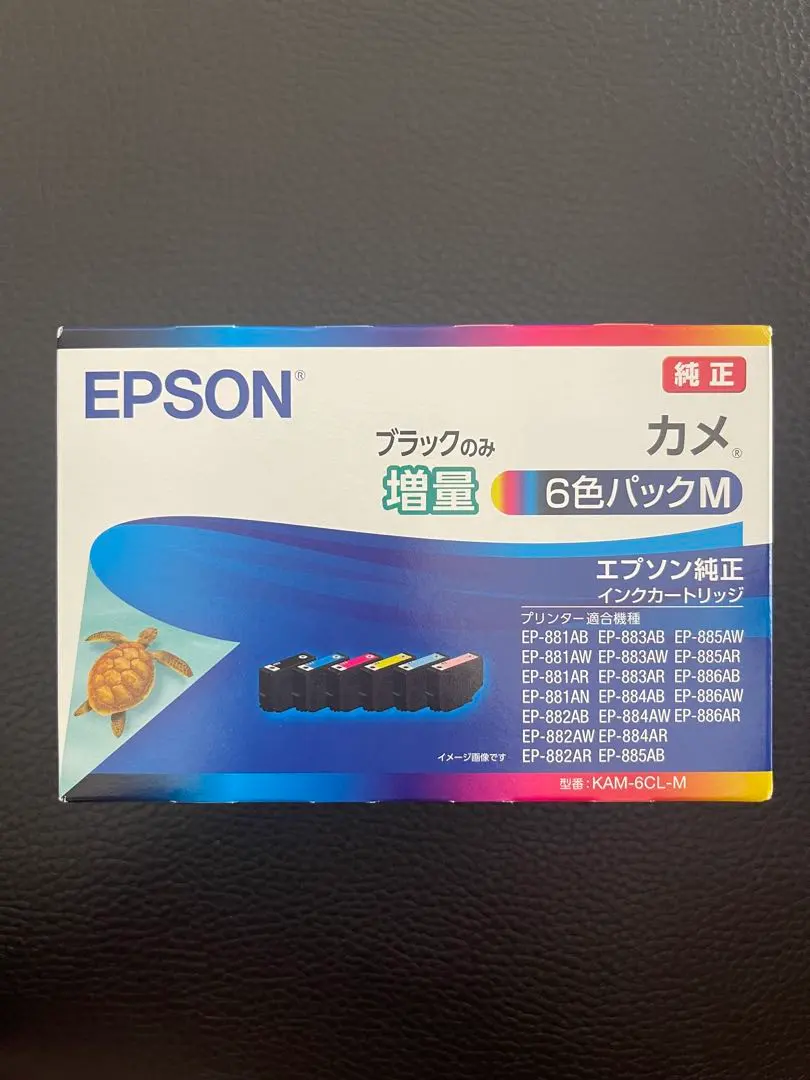 EPSON®
純正
カメ®
ブラックのみ
増量 6色パックM
エプソン純正
インクカートリッジ
プリンター適合機種
EP-881AB EP-883AB EP-885AW
EP-881AW EP-883AW EP-885AR
EP-881AR EP-883AR EP-886AB
EP-881AN EP-884AB EP-886AW
EP-882AB EP-884AW EP-886AR
EP-882AW EP-884AR
EP-882AR EP-885AB
イメージ画像です
型番:KAM-6CL-M